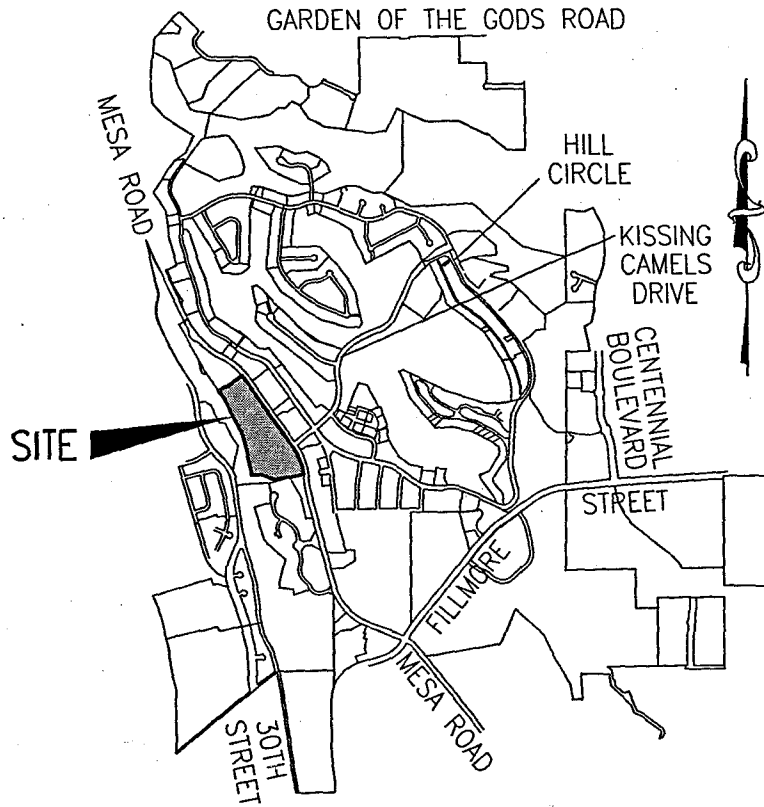 GARDEN OF THE GODS ROAD
MESA ROAD
HILL
CIRCLE
KISSING
CAMELS
DRIVE
CENTENNIAL
BOULEVARD
SITE
STREET
FILLMORE
MESA ROAD
30TH
STREET